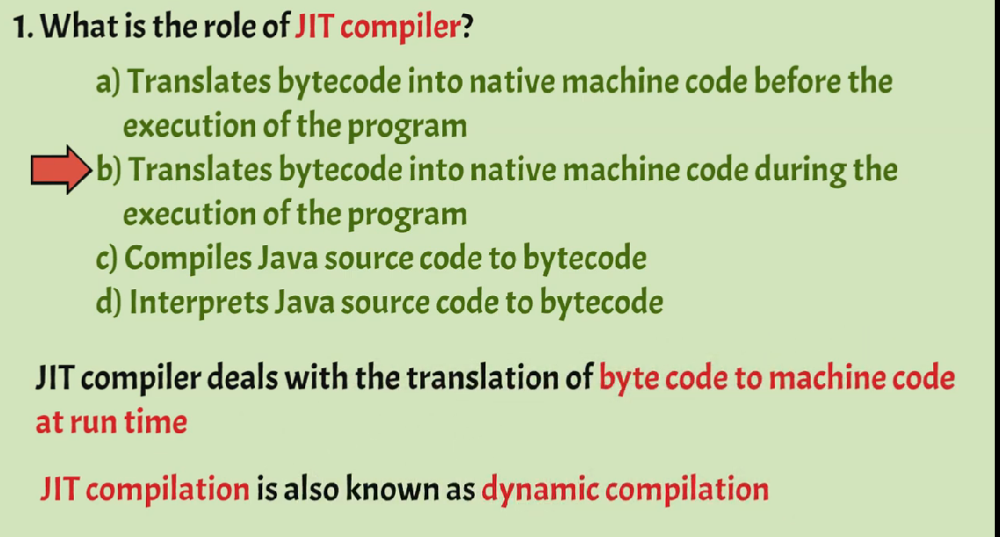 1. What is the role of JIT compiler?
a) Translates bytecode into native machine code before the
execution of the program
b) Translates bytecode into native machine code during the
execution of the program
c) Compiles Java source code to bytecode
d) Interprets Java source code to bytecode
JIT compiler deals with the translation of byte code to machine code
at run time
JIT compilation is also known as dynamic compilation